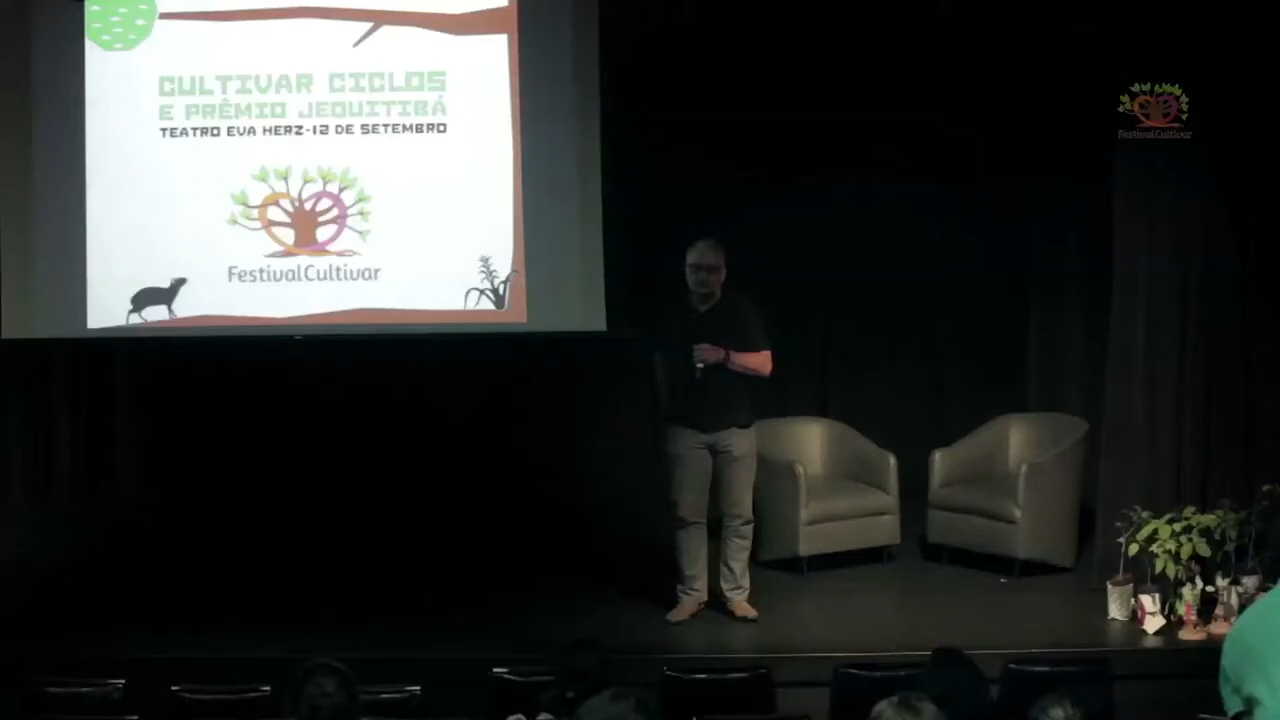 CULTIVAR CICLOS
E PRÊMIO JEQUITIBÁ
TEATRO EVA HERZ-12 DE SETEMBRO
FestivalCultivar
FestivalCultivar